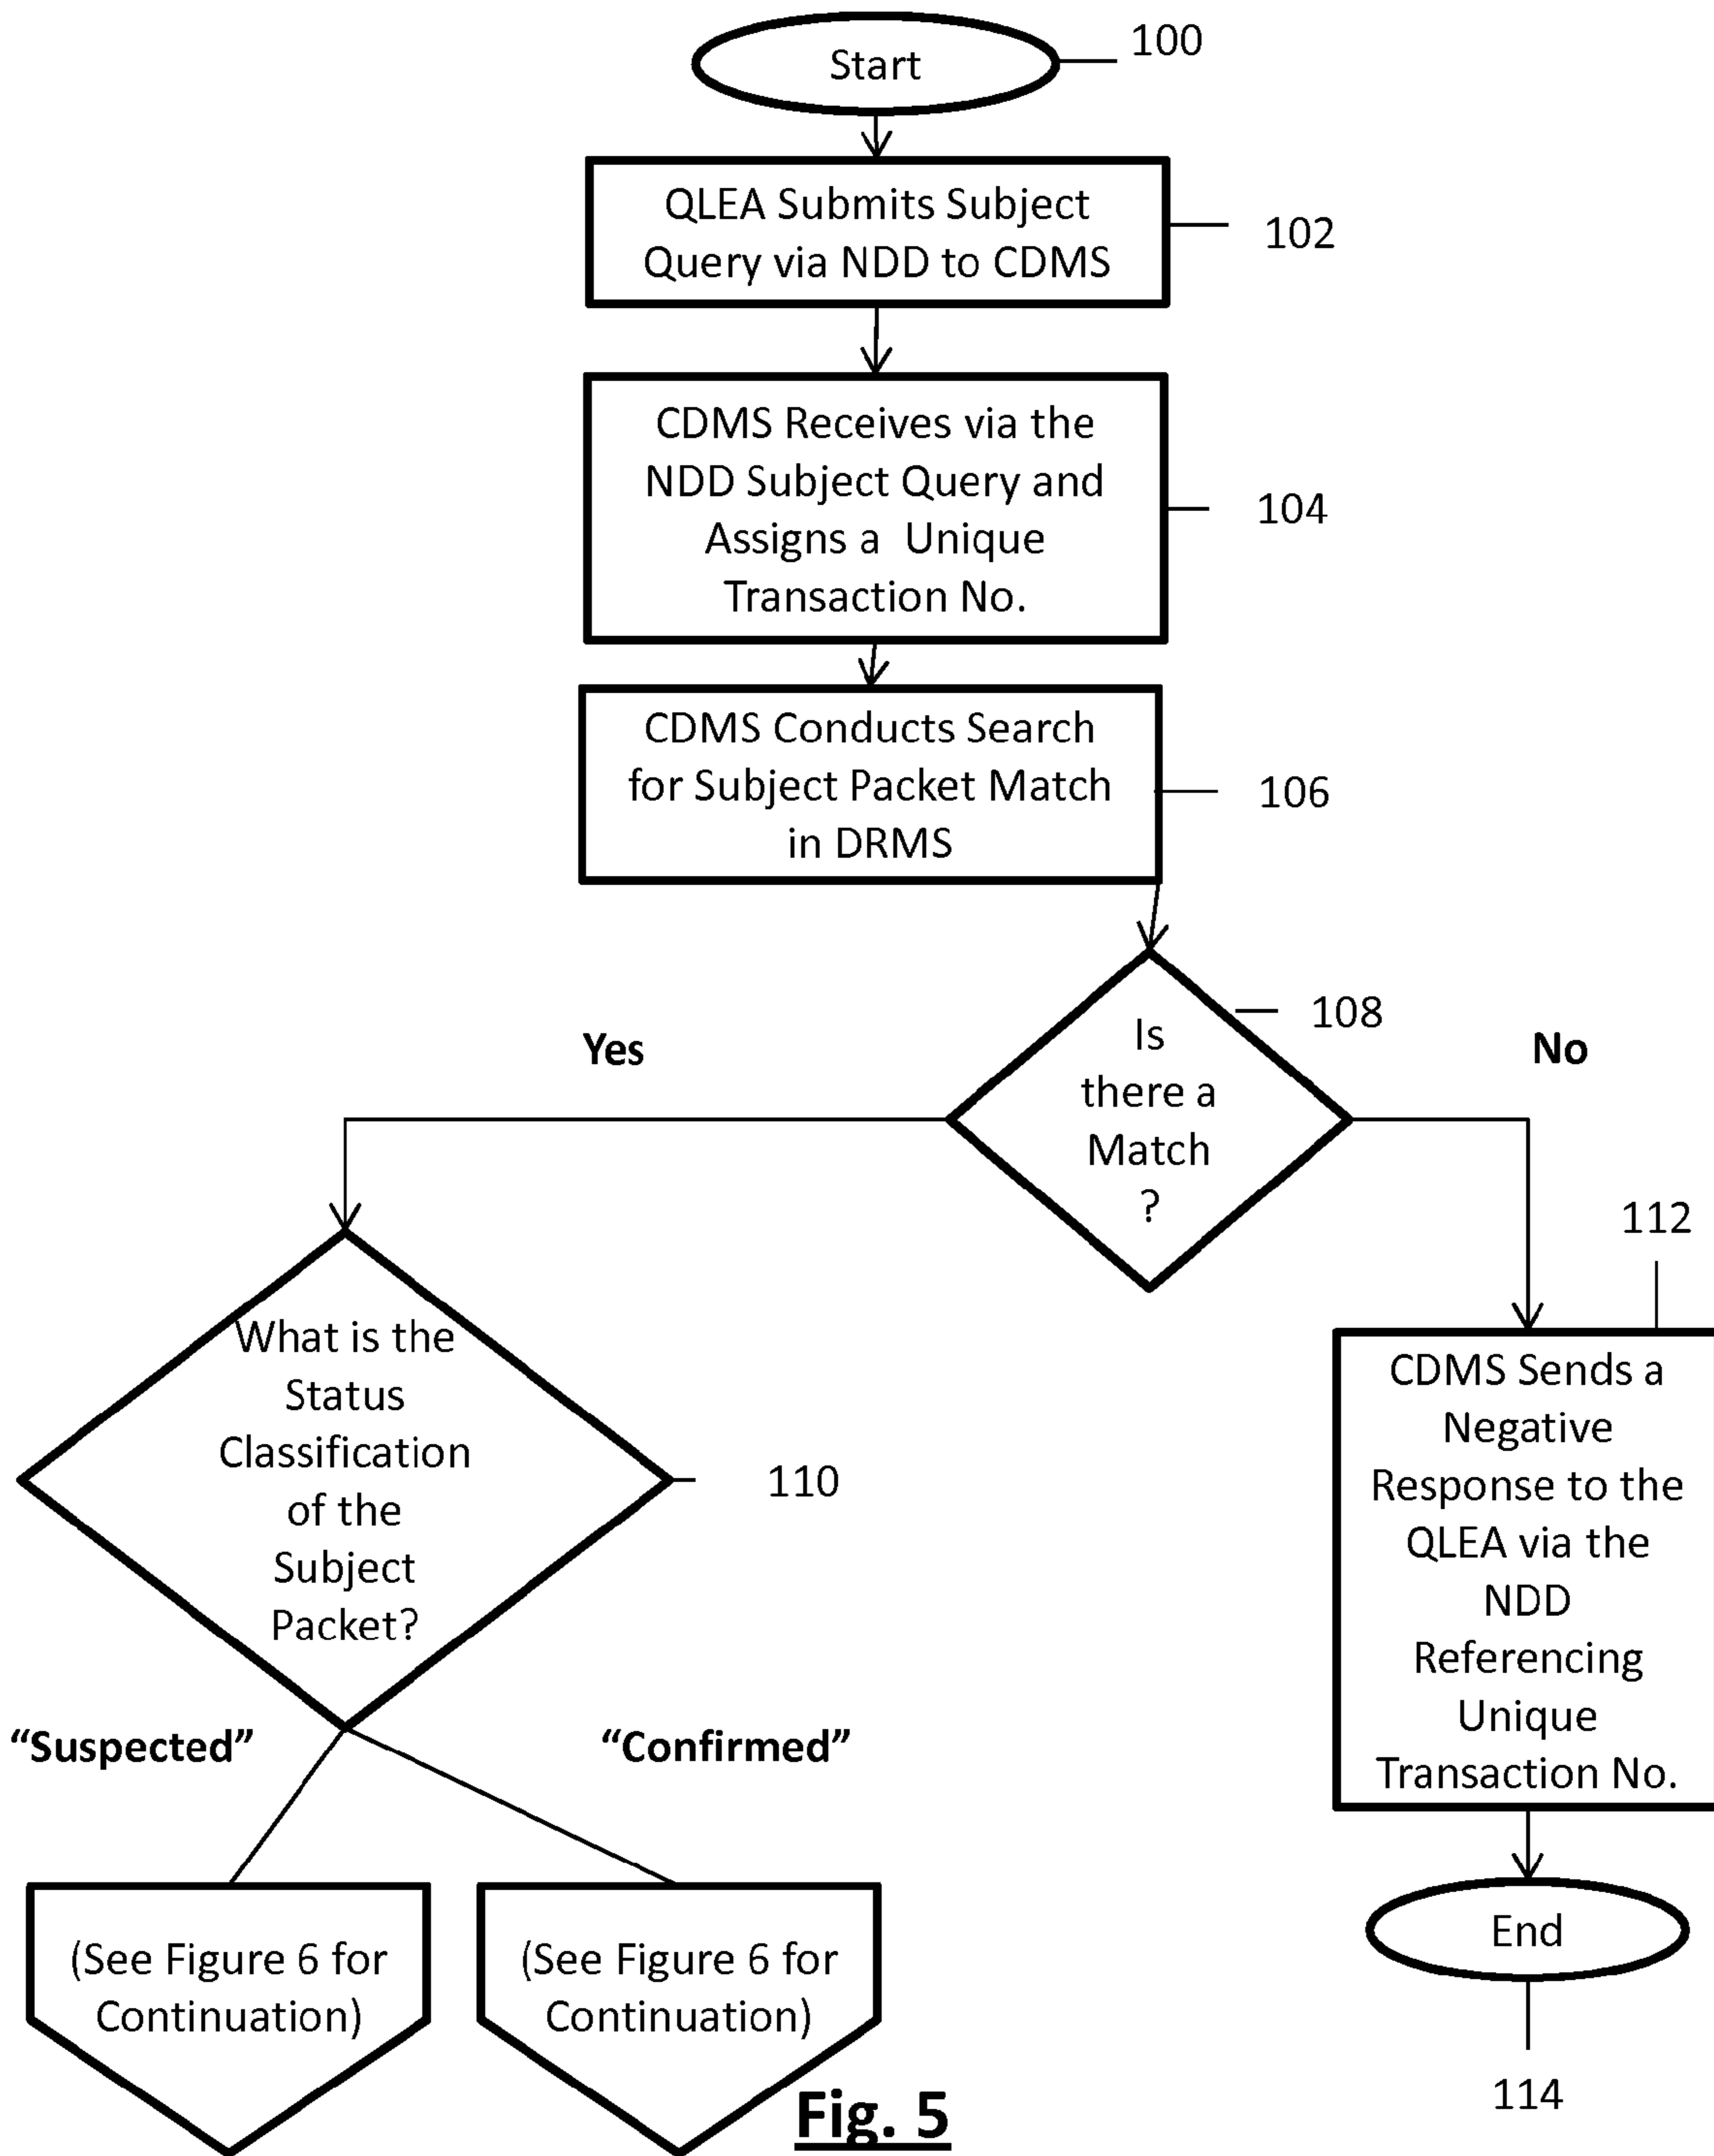 Start
100
QLEA Submits Subject
Query via NDD to CDMS
102
CDMS Receives via the
NDD Subject Query and
Assigns a Unique
Transaction No.
104
CDMS Conducts Search
for Subject Packet Match
in DRMS
106
Is
there a
Match
?
108
Yes
No
What is the
Status
Classification
of the
Subject
Packet?
110
112
CDMS Sends a
Negative
Response to the
QLEA via the
NDD
Referencing
Unique
Transaction No.
“Suspected”
“Confirmed”
(See Figure 6 for
Continuation)
(See Figure 6 for
Continuation)
End
114
Fig. 5